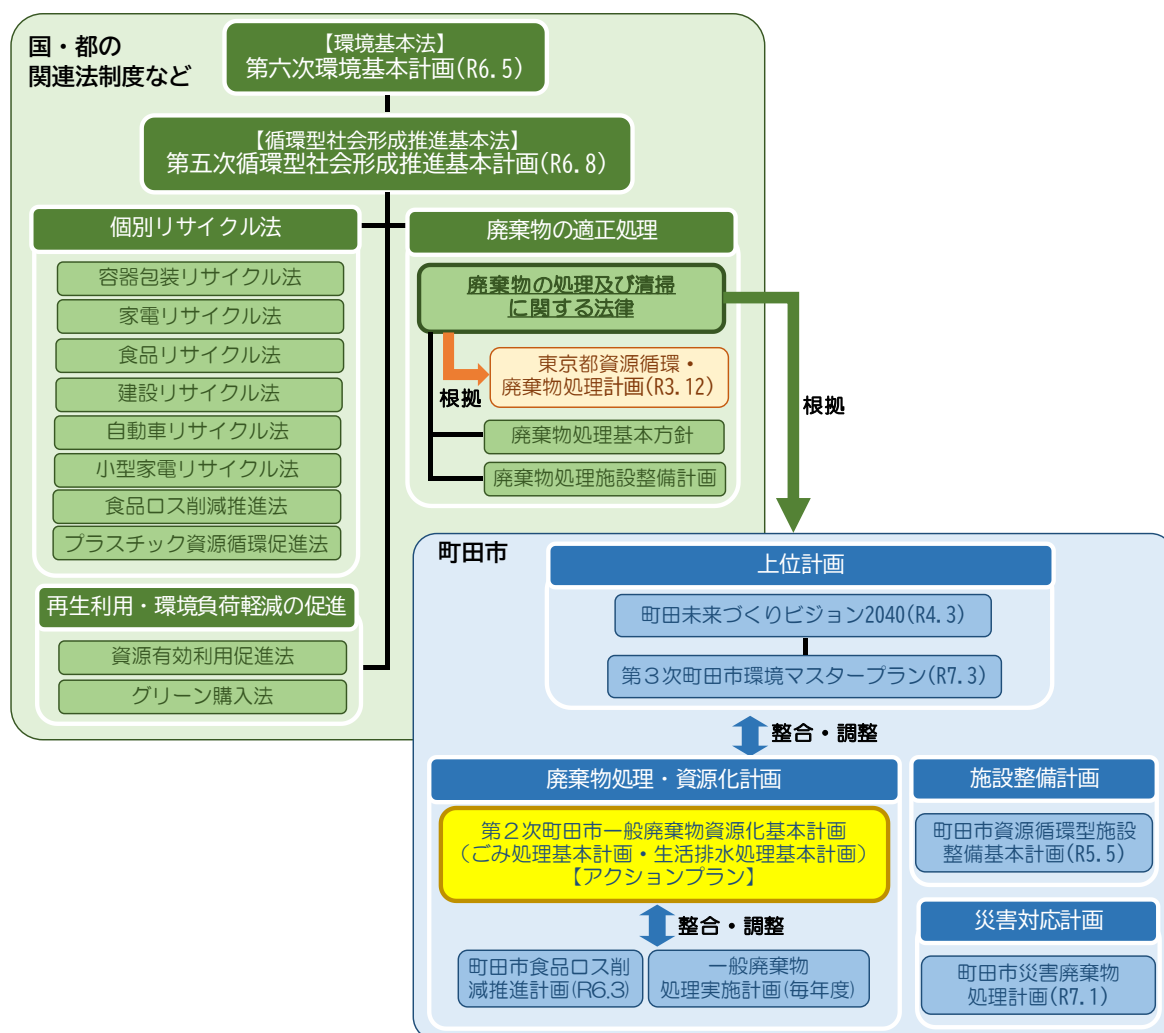 国・都の
関連法制度など
【環境基本法】
第六次環境基本計画(R6.5)
【循環型社会形成推進基本法】
第五次循環型社会形成推進基本計画(R6.8)
個別リサイクル法
容器包装リサイクル法
家電リサイクル法
食品リサイクル法
建設リサイクル法
自動車リサイクル法
小型家電リサイクル法
食品ロス削減推進法
プラスチック資源循環促進法
再生利用・環境負荷軽減の促進
資源有効利用促進法
グリーン購入法
廃棄物の適正処理
廃棄物の処理及び清掃
に関する法律
根拠
東京都資源循環・
廃棄物処理計画(R3.12)
廃棄物処理基本方針
廃棄物処理施設整備計画
根拠
町田市
上位計画
町田未来づくりビジョン2040(R4.3)
第3次町田市環境マスタープラン(R7.3)
整合・調整
廃棄物処理・資源化計画
第2次町田市一般廃棄物資源化基本計画
(ごみ処理基本計画・生活排水処理基本計画)
【アクションプラン】
整合・調整
町田市食品ロス削
減推進計画(R6.3)
一般廃棄物
処理実施計画(毎年度)
施設整備計画
町田市資源循環型施設
整備基本計画(R5.5)
災害対応計画
町田市災害廃棄物
処理計画(R7.1)